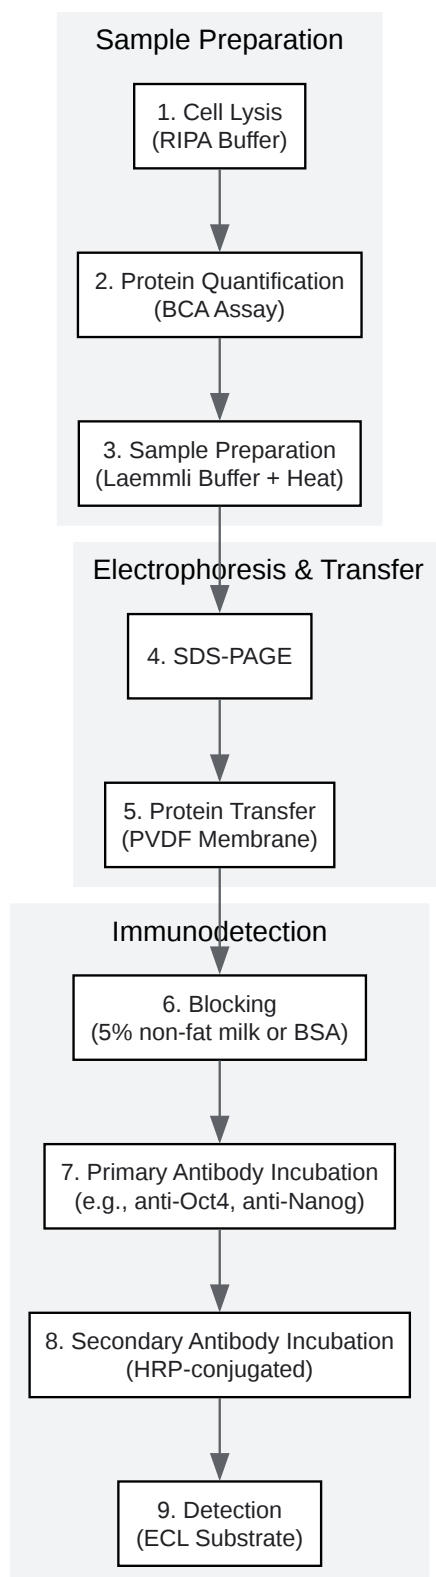 Sample Preparation
1. Cell Lysis
(RIPA Buffer)
2. Protein Quantification
(BCA Assay)
3. Sample Preparation
(Laemmli Buffer + Heat)
Electrophoresis & Transfer
4. SDS-PAGE
5. Protein Transfer
(PVDF Membrane)
Immunodetection
6. Blocking
(5% non-fat milk or BSA)
7. Primary Antibody Incubation
(e.g., anti-Oct4, anti-Nanog)
8. Secondary Antibody Incubation
(HRP-conjugated)
9. Detection
(ECL Substrate)